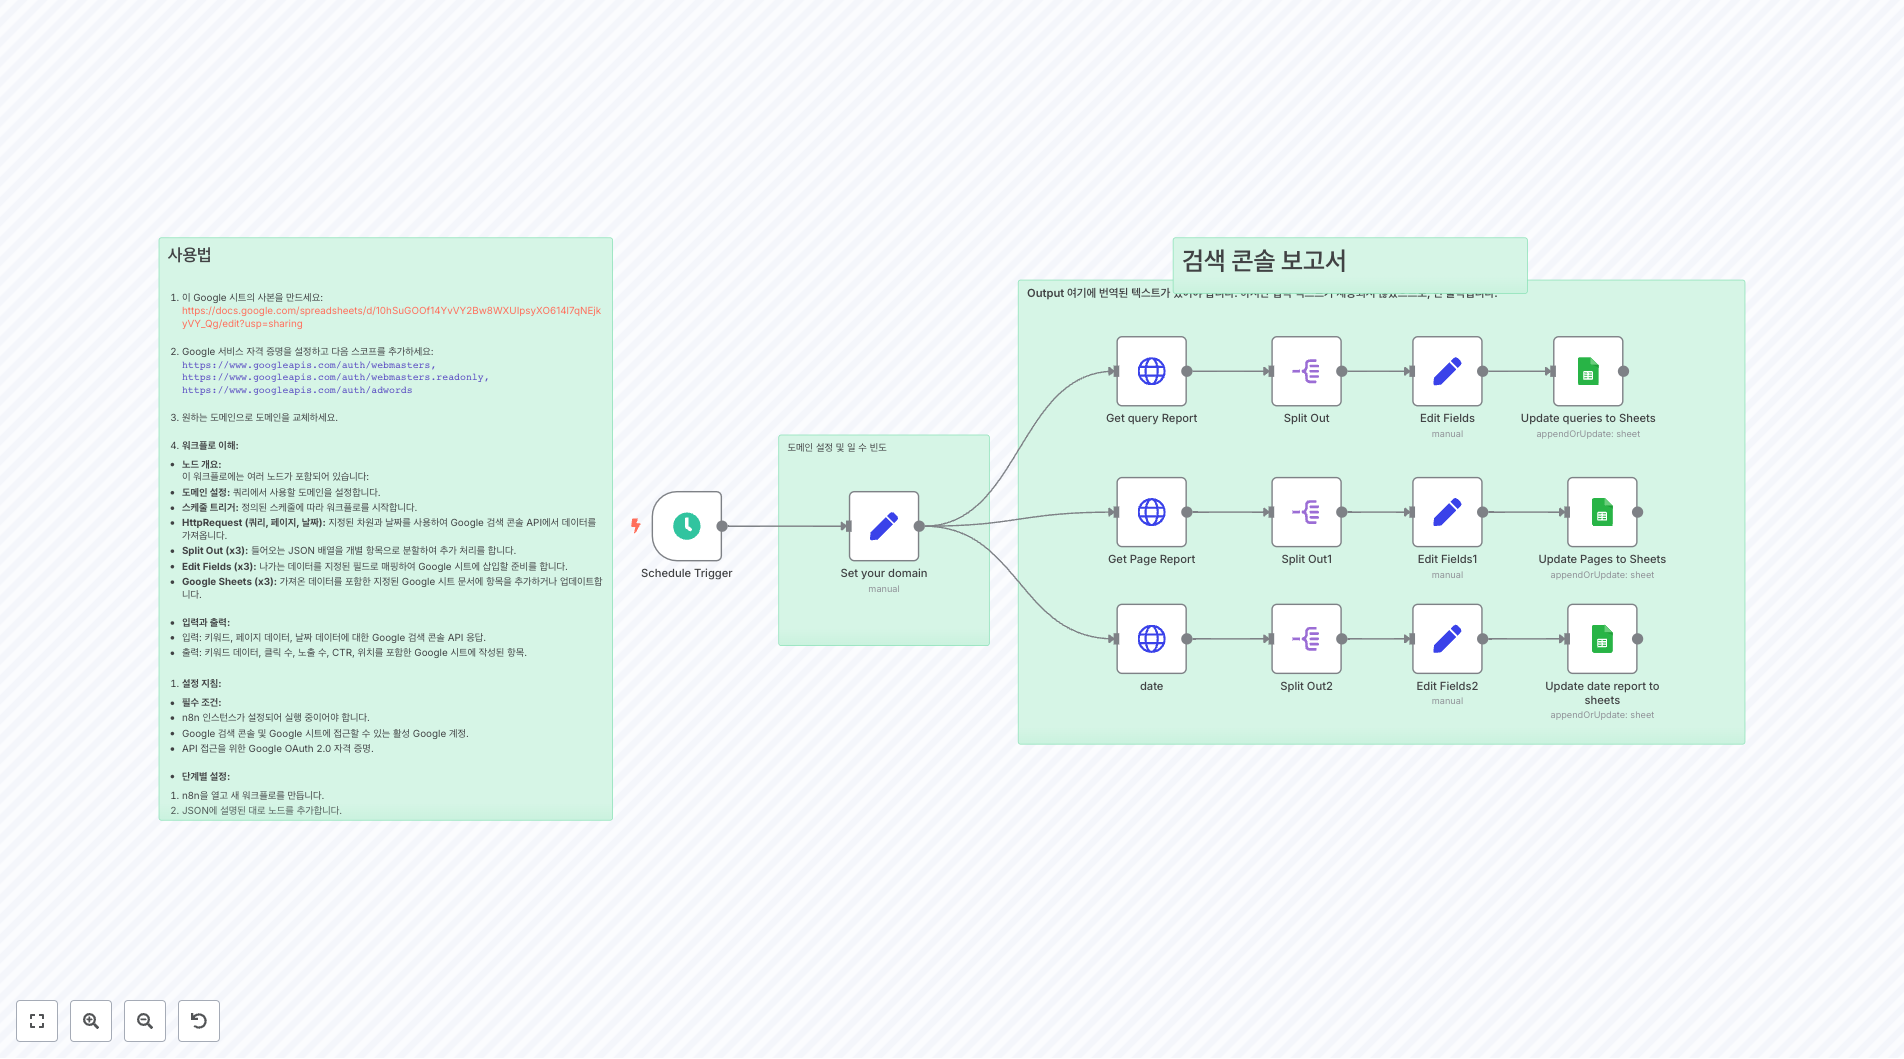 사용법
1. 이 Google 시트의 사본을 만드세요:
https://docs.google.com/spreadsheets/d/10hSuGOOf14YvVY2Bw8WXUIpsyXO614l7qNEjk
yVY_Qg/edit?usp=sharing
2. Google 서비스 자격 증명을 설정하고 다음 스코프를 추가하세요:
https://www.googleapis.com/auth/webmasters,
https://www.googleapis.com/auth/webmasters.readonly,
https://www.googleapis.com/auth/adwords
3. 원하는 도메인으로 도메인을 교체하세요.
4. 워크플로 이해:
• 노드 개요:
이 워크플로에는 여러 노드가 포함되어 있습니다:
• 도메인 설정: 쿼리에서 사용할 도메인을 설정합니다.
• 스케줄 트리거: 정의된 스케줄에 따라 워크플로를 시작합니다.
• HttpRequest (쿼리, 페이지, 날짜): 지정된 차원과 날짜를 사용하여 Google 검색 콘솔 API에서 데이터를
가져옵니다.
• Split Out (x3): 들어오는 JSON 배열을 개별 항목으로 분할하여 추가 처리를 합니다.
• Edit Fields (x3): 나가는 데이터를 지정된 필드로 매핑하여 Google 시트에 삽입할 준비를 합니다.
• Google Sheets (x3): 가져온 데이터를 포함한 지정된 Google 시트 문서에 항목을 추가하거나 업데이트합
니다.
• 입력과 출력:
• 입력: 키워드, 페이지 데이터, 날짜 데이터에 대한 Google 검색 콘솔 API 응답.
• 출력: 키워드 데이터, 클릭 수, 노출 수, CTR, 위치를 포함한 Google 시트에 작성된 항목.
1. 설정 지침:
• 필수 조건:
• n8n 인스턴스가 설정되어 실행 중이어야 합니다.
• Google 검색 콘솔 및 Google 시트에 접근할 수 있는 활성 Google 계정.
• API 접근을 위한 Google OAuth 2.0 자격 증명.
• 단계별 설정:
1. n8n을 열고 새 워크플로를 만듭니다.
2. JSON에 설명된 대로 노드를 추가합니다.
Schedule Trigger
도메인 설정 및 일 수 빈도
Set your domain
manual
검색 콘솔 보고서
Output 여기에 번역된 텍스트가
Get query Report
Split Out
Edit Fields
manual
Update queries to Sheets
appendOrUpdate: sheet
Get Page Report
Split Out1
Edit Fields1
manual
Update Pages to Sheets
appendOrUpdate: sheet
date
Split Out2
Edit Fields2
manual
Update date report to
sheets
appendOrUpdate: sheet